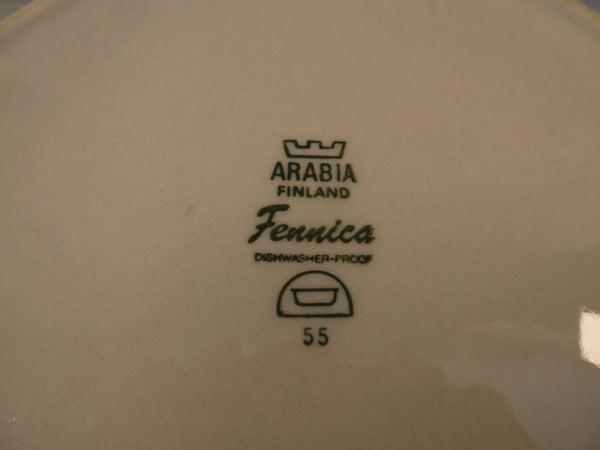 ARABIA
FINLAND
Fennica
DISHWASHER-PROOF
55